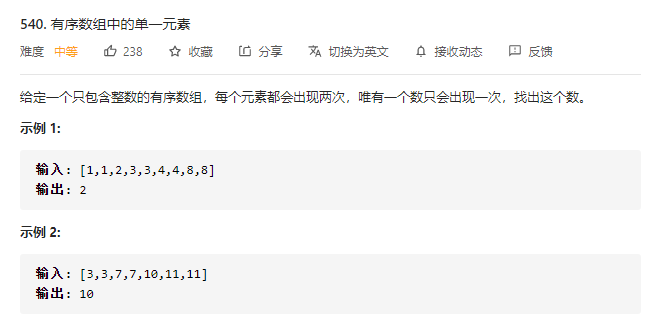 540. 有序数组中的单一元素
难度 中等 238 收藏 分享 切换为英文 接收动态 反馈
给定一个只包含整数的有序数组，每个元素都会出现两次，唯有一个数只会出现一次，找出这个数。
示例 1:
输入: [1,1,2,3,3,4,4,8,8]
输出: 2
示例 2:
输入: [3,3,7,7,10,11,11]
输出: 10